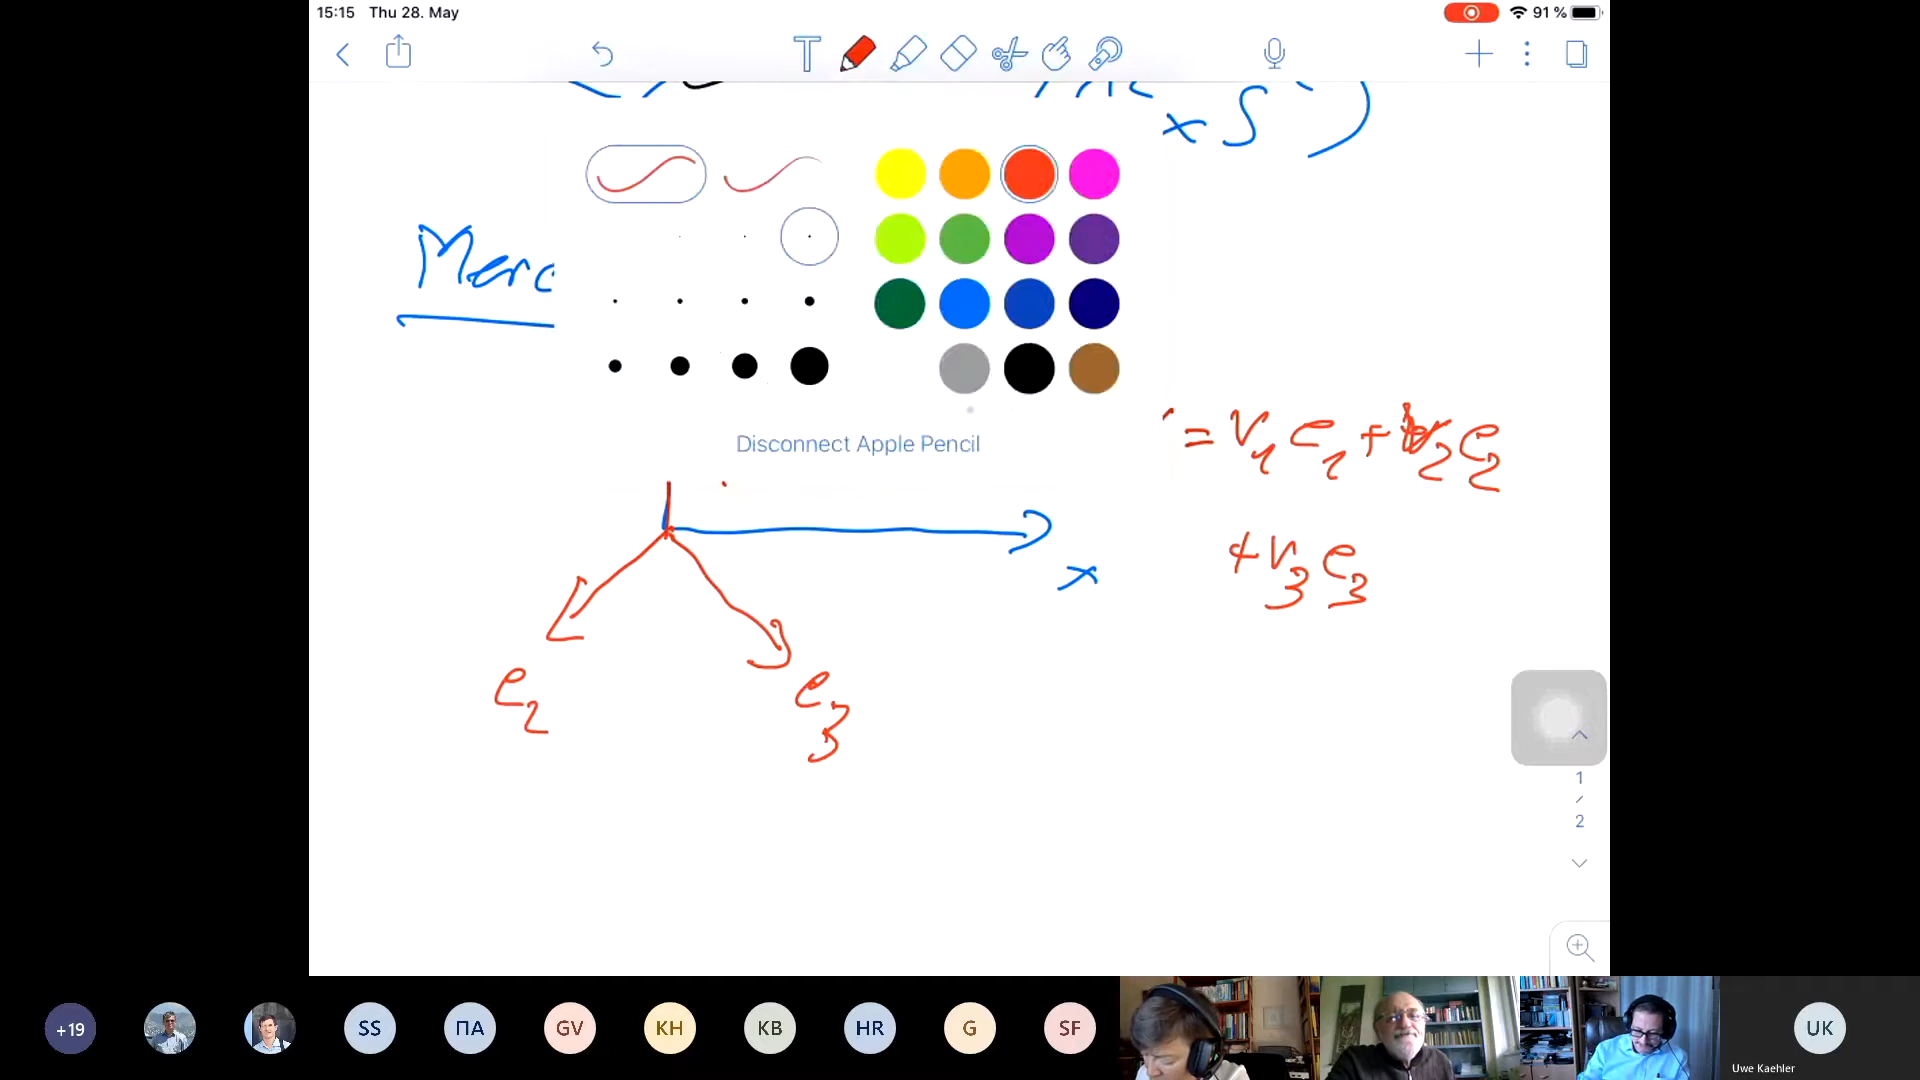 15:15 Thu 28. May
91 %
x S )
Merc
Disconnect Apple Pencil
= v1 e1 + v2 e2
+ v3 e3
x
e2
e3
1
/
2
+19
SS
ПА
GV
KH
KB
HR
G
SF
UK
Uwe Kaehler